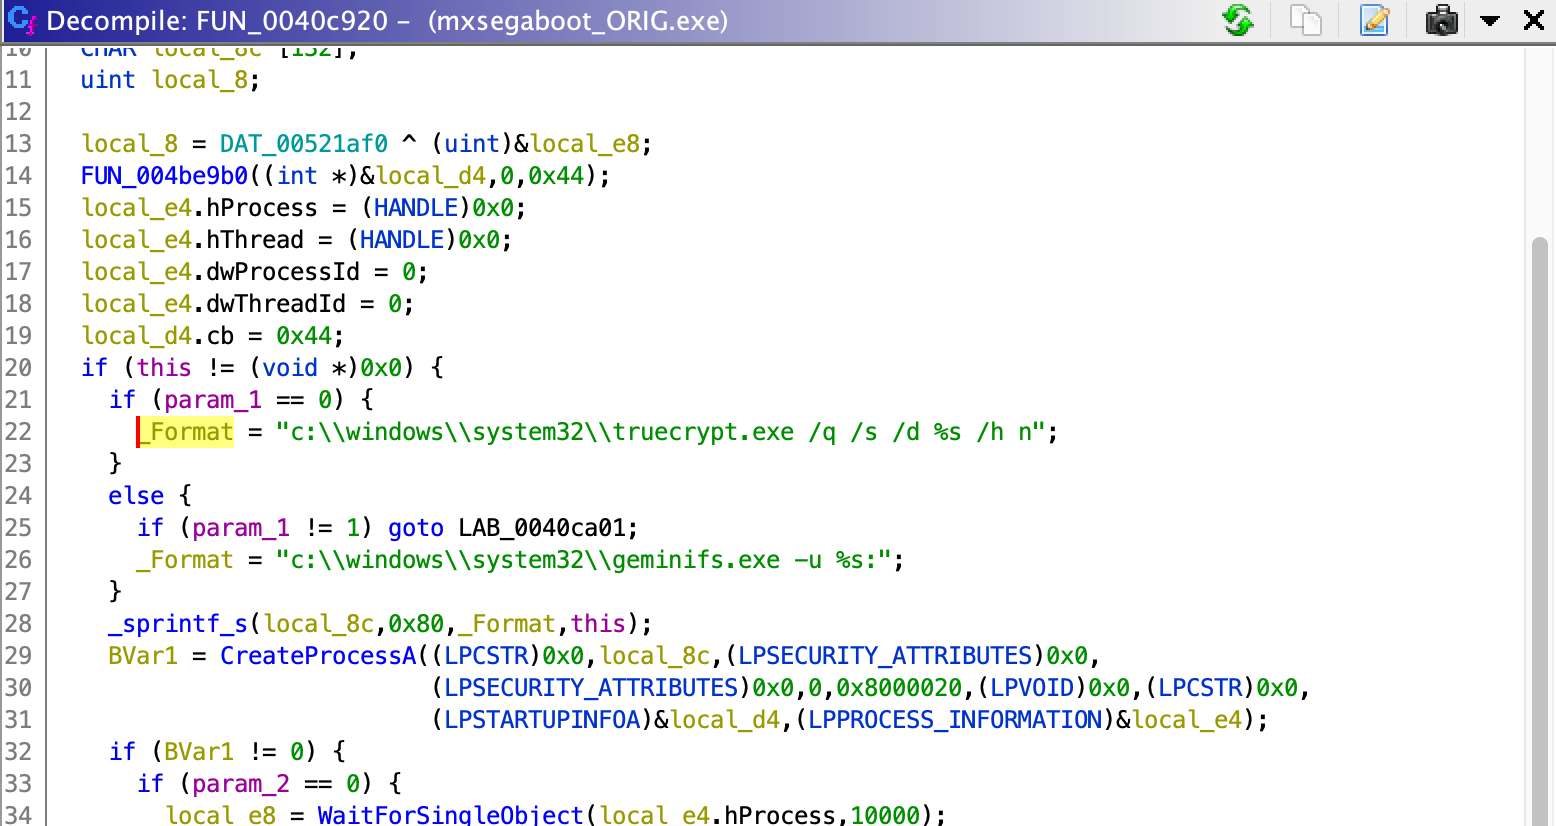 Decompile: FUN_0040c920 – (mxsegaboot_ORIG.exe)
10 CHAR local_8c [132];
11 uint local_8;
12
13 local_8 = DAT_00521af0 ^ (uint)&local_e8;
14 FUN_004be9b0((int *)&local_d4,0,0x44);
15 local_e4.hProcess = (HANDLE)0x0;
16 local_e4.hThread = (HANDLE)0x0;
17 local_e4.dwProcessId = 0;
18 local_e4.dwThreadId = 0;
19 local_d4.cb = 0x44;
20 if (this != (void *)0x0) {
21 if (param_1 == 0) {
22 _Format = "c:\\windows\\system32\\truecrypt.exe /q /s /d %s /h n";
23 }
24 else {
25 if (param_1 != 1) goto LAB_0040ca01;
26 _Format = "c:\\windows\\system32\\geminifs.exe -u %s:";
27 }
28 _sprintf_s(local_8c,0x80,_Format,this);
29 BVar1 = CreateProcessA((LPCSTR)0x0,local_8c,(LPSECURITY_ATTRIBUTES)0x0,
30 (LPSECURITY_ATTRIBUTES)0x0,0,0x8000020,(LPVOID)0x0,(LPCSTR)0x0,
31 (LPSTARTUPINFOA)&local_d4,(LPPROCESS_INFORMATION)&local_e4);
32 if (BVar1 != 0) {
33 if (param_2 == 0) {
34 local_e8 = WaitForSingleObject(local_e4.hProcess,10000);